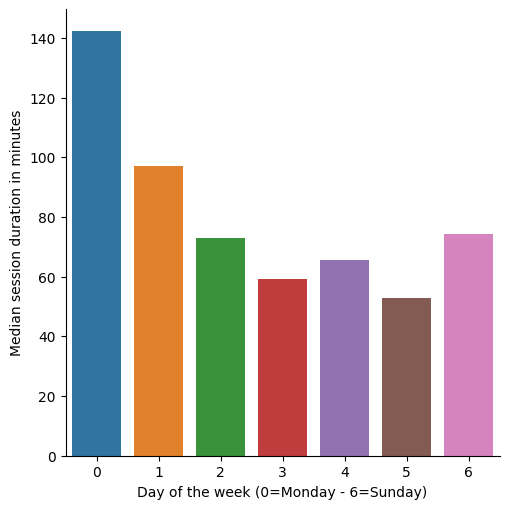 Median session duration in minutes
140
120
100
80
60
40
20
0
0 1 2 3 4 5 6
Day of the week (0=Monday - 6=Sunday)